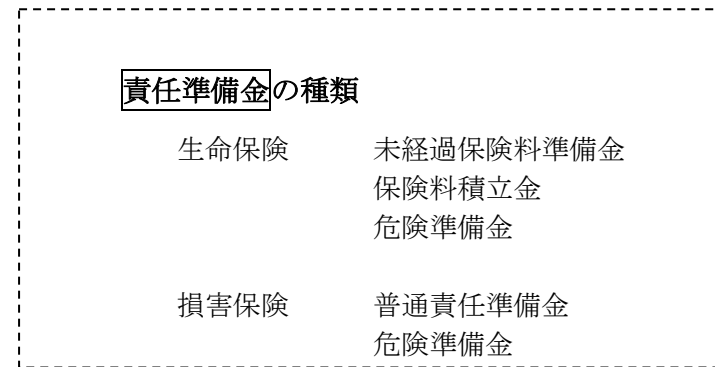 責任準備金の種類
生命保険 未経過保険料準備金
保険料積立金
危険準備金
損害保険 普通責任準備金
危険準備金